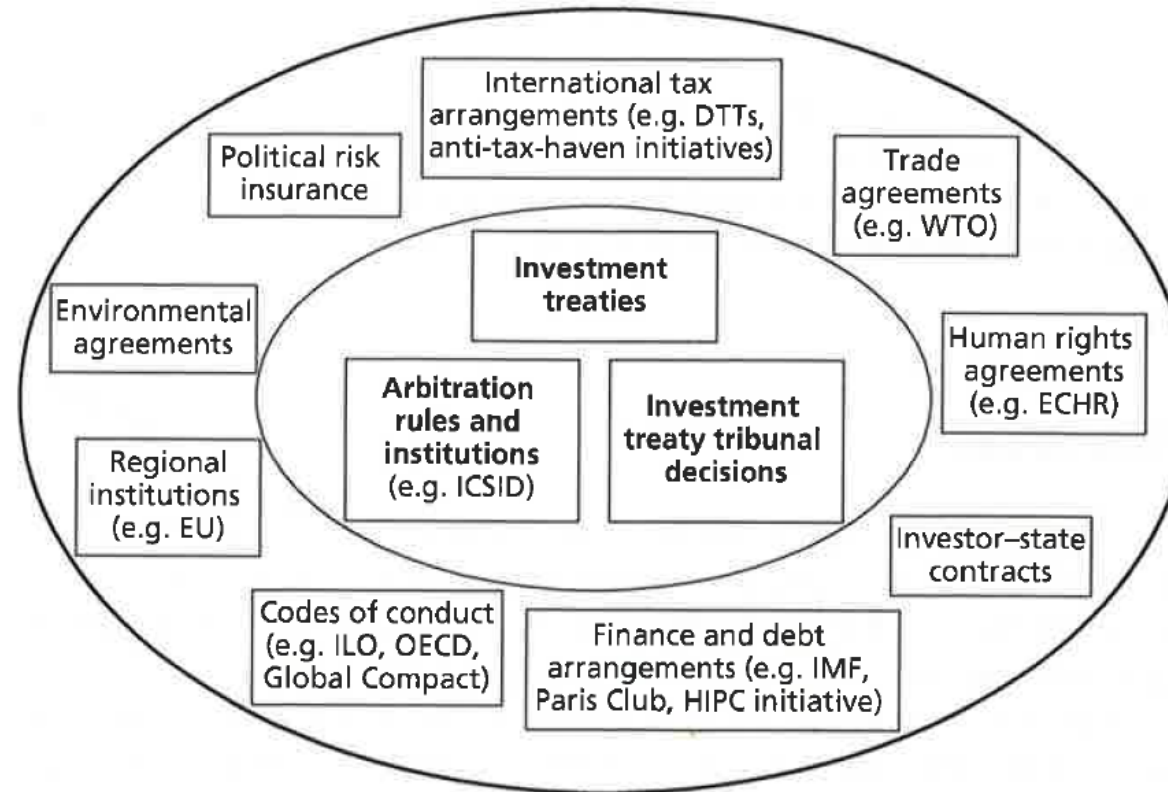 International tax
arrangements (e.g. DTTs,
anti-tax-haven initiatives)
Political risk
insurance
Trade
agreements
(e.g. WTO)
Investment
treaties
Environmental
agreements
Human rights
agreements
(e.g. ECHR)
Arbitration
rules and
institutions
(e.g. ICSID)
Investment
treaty tribunal
decisions
Regional
institutions
(e.g. EU)
Investor–state
contracts
Codes of conduct
(e.g. ILO, OECD,
Global Compact)
Finance and debt
arrangements (e.g. IMF,
Paris Club, HIPC initiative)